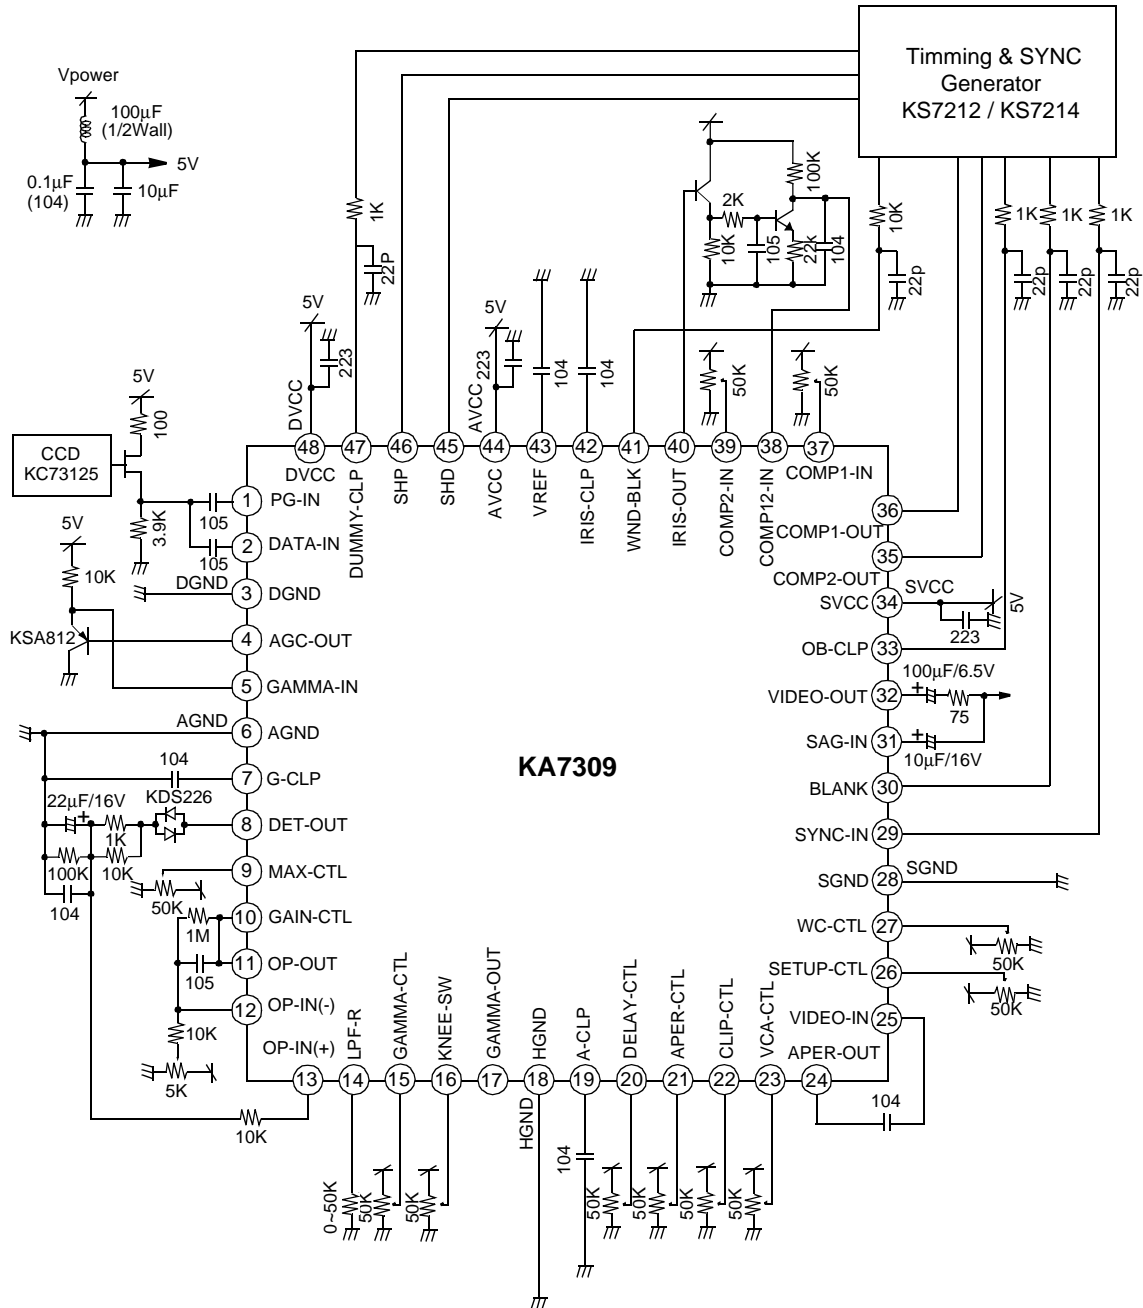 Timming & SYNC
Generator
KS7212 / KS7214
Vpower
100μF
(1/2Wall)
5V
0.1μF
(104)
10μF
1K
22P
100K
2K
10K
105
22k
104
10K
22p
1K
1K
1K
22p
22p
22p
5V
223
DVCC
5V
223
AVCC
104
104
50K
50K
5V
100
CCD
KC73125
105
3.9K
105
5V
10K
DGND
KSA812
48
47
46
45
44
43
42
41
40
39
38
37
DVCC
DUMMY-CLP
SHP
SHD
AVCC
VREF
IRIS-CLP
WND-BLK
IRIS-OUT
COMP2-IN
COMP12-IN
COMP1-IN
1
PG-IN
2
DATA-IN
3
DGND
4
AGC-OUT
5
GAMMA-IN
AGND
6
AGND
104
7
G-CLP
22μF/16V
+
KDS226
8
DET-OUT
1K
100K
10K
104
9
MAX-CTL
50K
10
GAIN-CTL
1M
11
OP-OUT
105
12
OP-IN(-)
10K
OP-IN(+)
5K
10K
KA7309
36
COMP1-OUT
35
COMP2-OUT
SVCC
34
SVCC
5V
223
OB-CLP
33
100μF/6.5V
VIDEO-OUT
32
+
75
SAG-IN
31
+
10μF/16V
BLANK
30
SYNC-IN
29
SGND
28
SGND
WC-CTL
27
50K
SETUP-CTL
26
50K
VIDEO-IN
25
APER-OUT
104
LPF-R
GAMMA-CTL
KNEE-SW
GAMMA-OUT
HGND
A-CLP
DELAY-CTL
APER-CTL
CLIP-CTL
VCA-CTL
13
14
15
16
17
18
19
20
21
22
23
24
HGND
104
0~50K
50K
50K
50K
50K
50K
50K